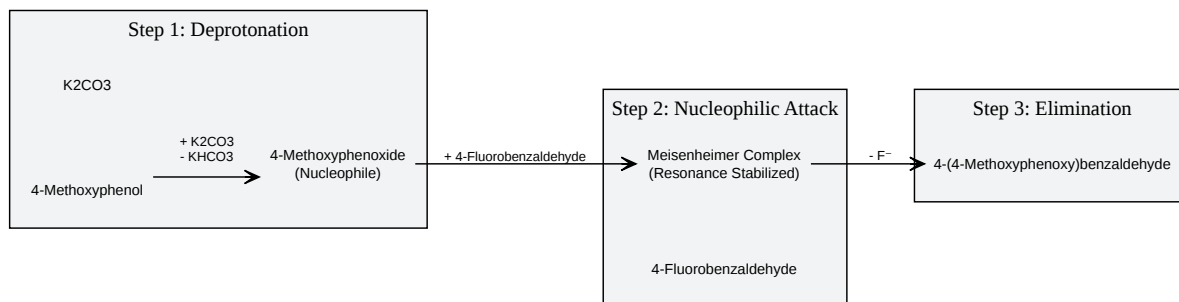 Step 1: Deprotonation
K2CO3
+ K2CO3
- KHCO3
4-Methoxyphenol
4-Methoxyphenoxide
(Nucleophile)
+ 4-Fluorobenzaldehyde
Step 2: Nucleophilic Attack
Meisenheimer Complex
(Resonance Stabilized)
4-Fluorobenzaldehyde
- F⁻
Step 3: Elimination
4-(4-Methoxyphenoxy)benzaldehyde